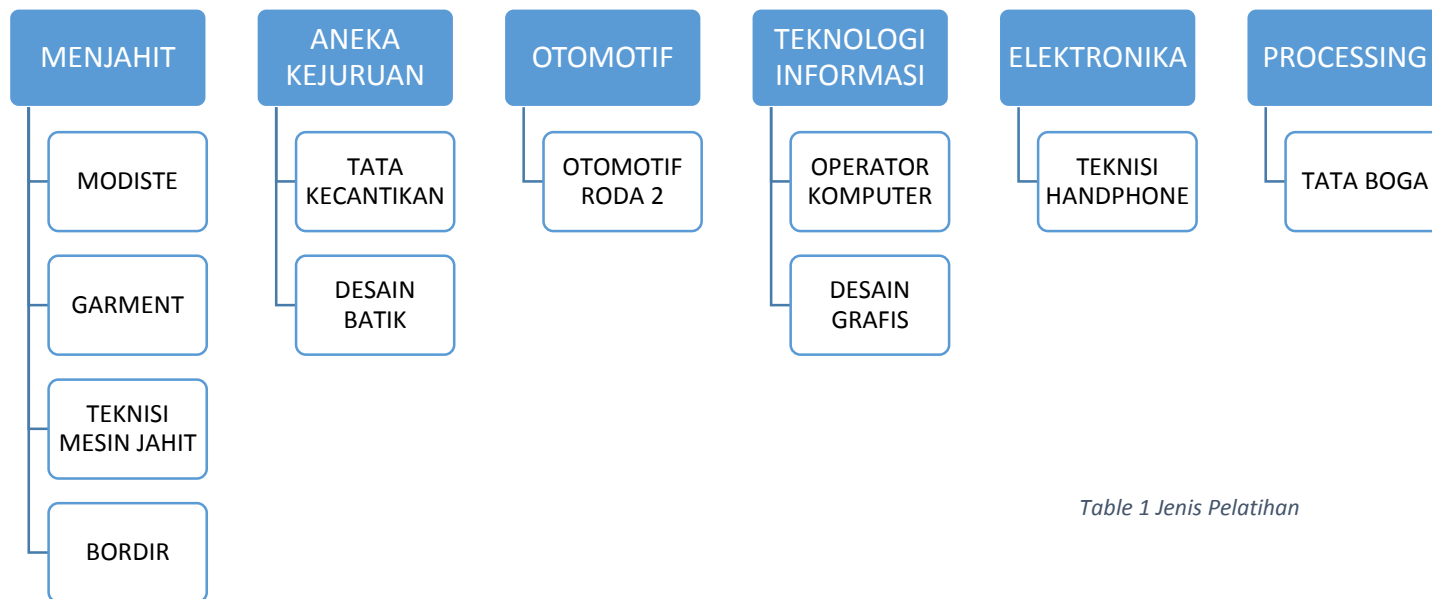 MENJAHIT
MODISTE
GARMENT
TEKNISI
MESIN JAHIT
BORDIR
ANEKA
KEJURUAN
TATA
KECANTIKAN
DESAIN
BATIK
OTOMOTIF
OTOMOTIF
RODA 2
TEKNOLOGI
INFORMASI
OPERATOR
KOMPUTER
DESAIN
GRAFIS
ELEKTRONIKA
TEKNISI
HANDPHONE
PROCESSING
TATA BOGA
Table 1 Jenis Pelatihan